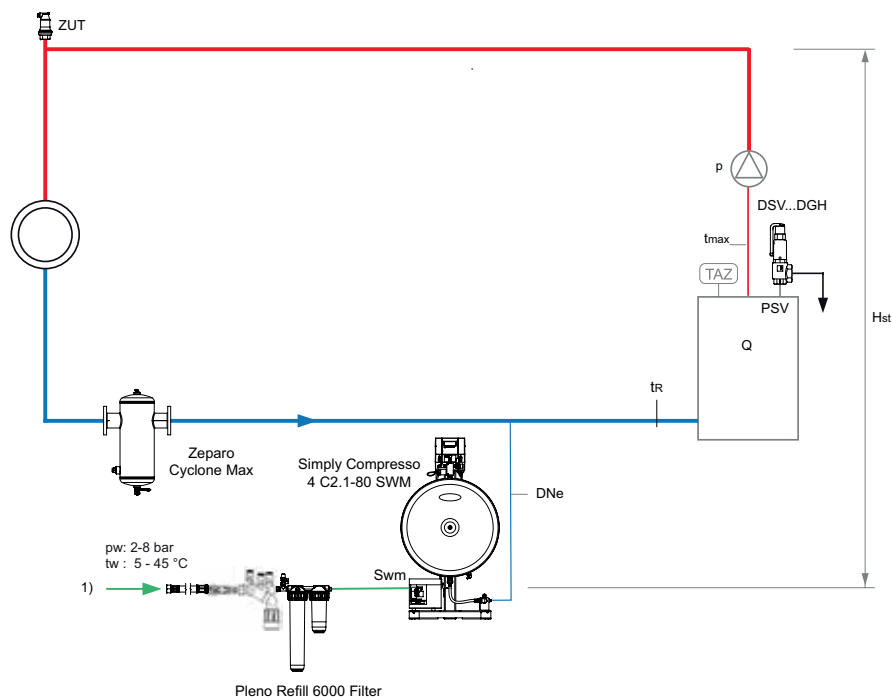 ZUT
p
DSV...DGH
tmax
TAZ
PSV
Hst
Q
tR
Zeparo
Cyclone Max
Simply Compresso
4 C2.1-80 SWM
DNe
pw: 2-8 bar
tw : 5 - 45 °C
Swm
1)
Pleno Refill 6000 Filter